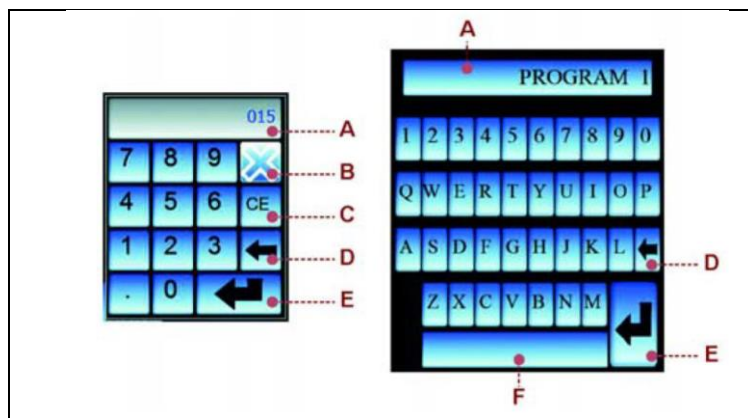 A
PROGRAM 1
015
A
1 2 3 4 5 6 7 8 9 0
7 8 9
B
Q W E R T Y U I O P
4 5 6 CE
C
A S D F G H J K L
D
1 2 3
D
. 0
E
Z X C V B N M
E
F